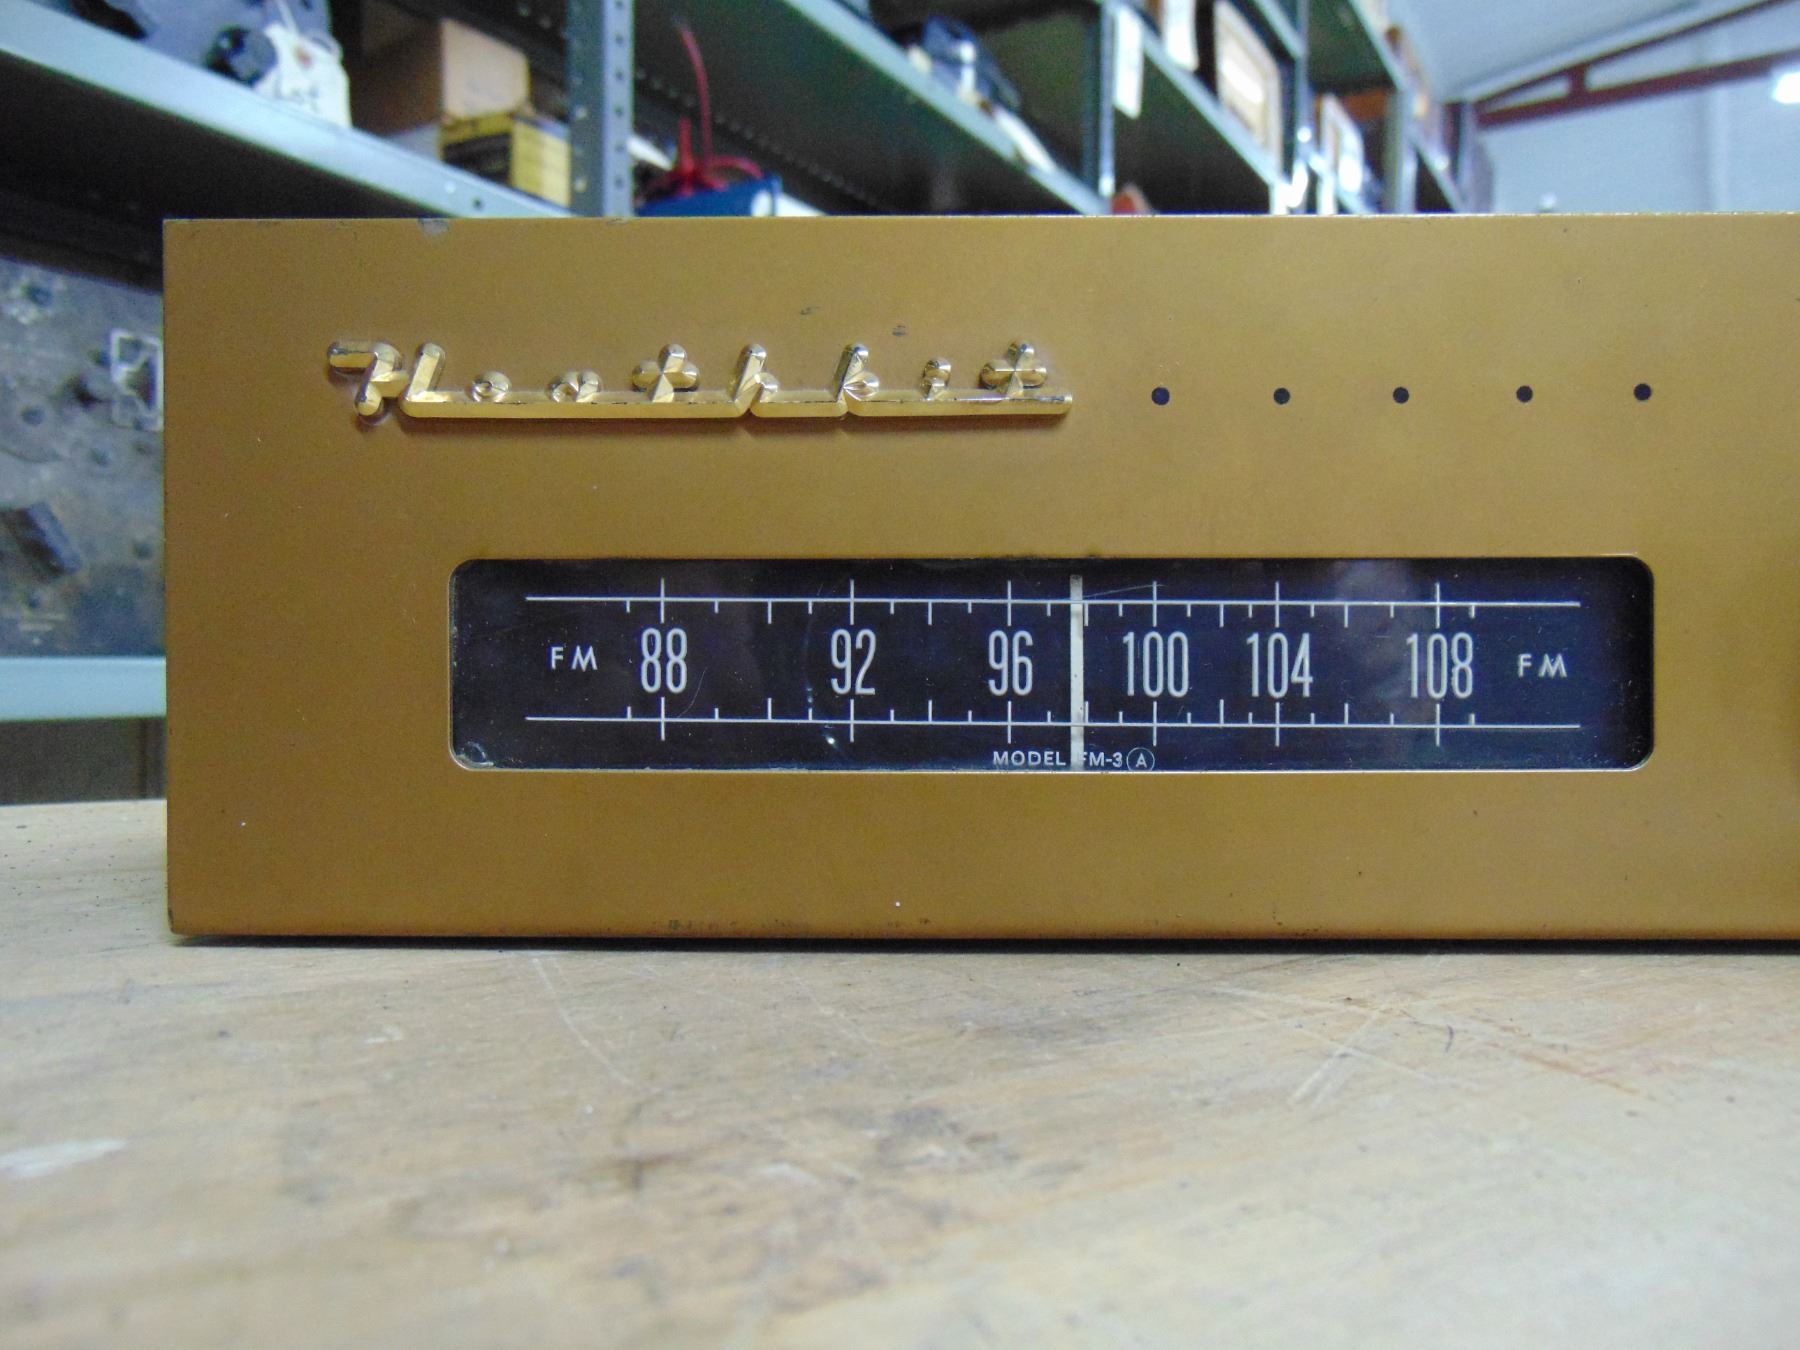 Heathkit
FM 88 92 96 100 104 108 FM
MODEL FM-3 A